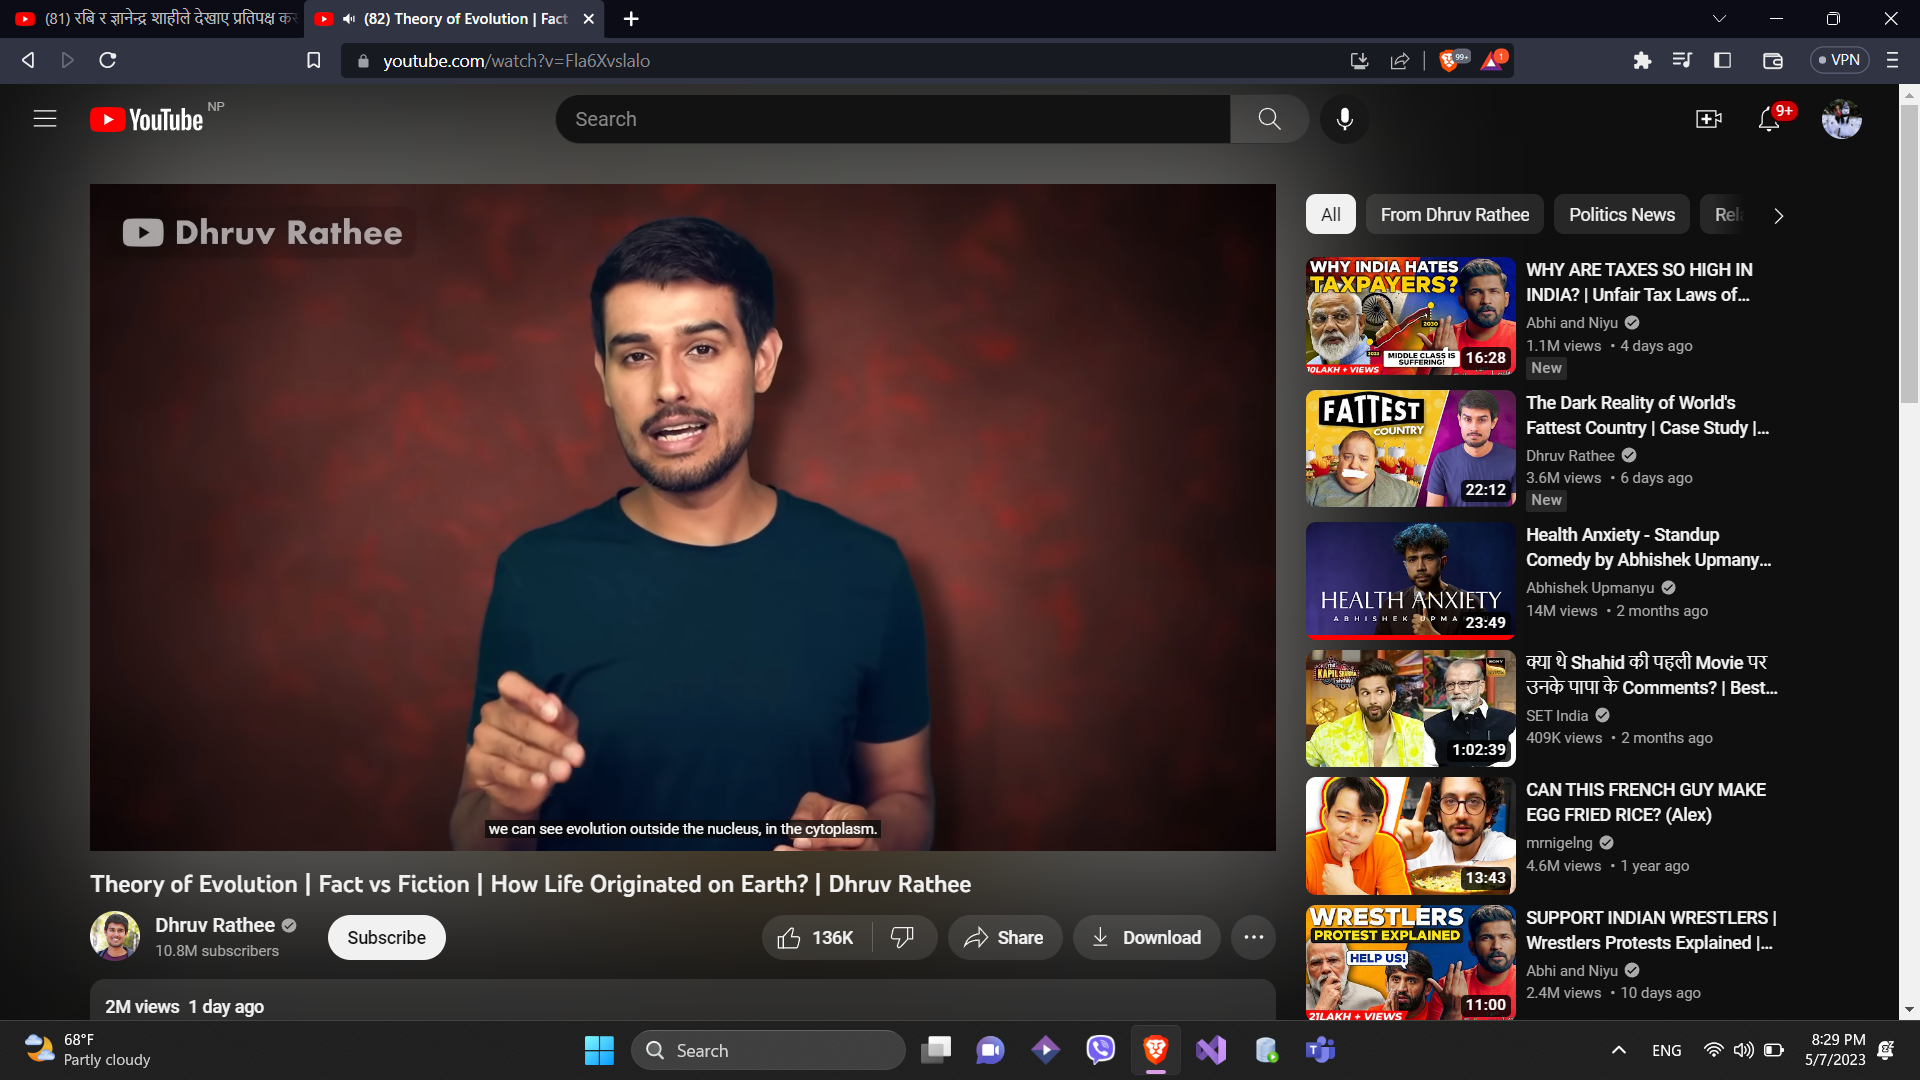 (81) रबि र ज्ञानेन्द्र शाहीले देखाए प्रतिपक्ष
(82) Theory of Evolution | Fact
youtube.com/watch?v=Fla6Xvslalo
99+
1
VPN
YouTube NP
Search
9+
Dhruv Rathee
we can see evolution outside the nucleus, in the cytoplasm.
Theory of Evolution | Fact vs Fiction | How Life Originated on Earth? | Dhruv Rathee
Dhruv Rathee
10.8M subscribers
Subscribe
136K
Share
Download
2M views 1 day ago
All
From Dhruv Rathee
Politics News
Rel
WHY INDIA HATES
TAXPAYERS?
2030
2023
MIDDLE CLASS IS
SUFFERING!
LAKH + VIEWS
16:28
WHY ARE TAXES SO HIGH IN
INDIA? | Unfair Tax Laws of...
Abhi and Niyu
1.1M views • 4 days ago
New
FATTEST
COUNTRY
22:12
The Dark Reality of World's
Fattest Country | Case Study |...
Dhruv Rathee
3.6M views • 6 days ago
New
HEALTH ANXIETY
ABHISHEK UPMA
23:49
Health Anxiety - Standup
Comedy by Abhishek Upmany...
Abhishek Upmanyu
14M views • 2 months ago
THE
KAPIL SHARMA
SHOW
SONY
1:02:39
क्या थे Shahid की पहली Movie पर
उनके पापा के Comments? | Best...
SET India
409K views • 2 months ago
13:43
CAN THIS FRENCH GUY MAKE
EGG FRIED RICE? (Alex)
mrnigelng
4.6M views • 1 year ago
WRESTLERS
PROTEST EXPLAINED
HELP US!
21LAKH + VIEWS
11:00
SUPPORT INDIAN WRESTLERS |
Wrestlers Protests Explained |...
Abhi and Niyu
2.4M views • 10 days ago
68°F
Partly cloudy
Search
ENG
8:29 PM
5/7/2023